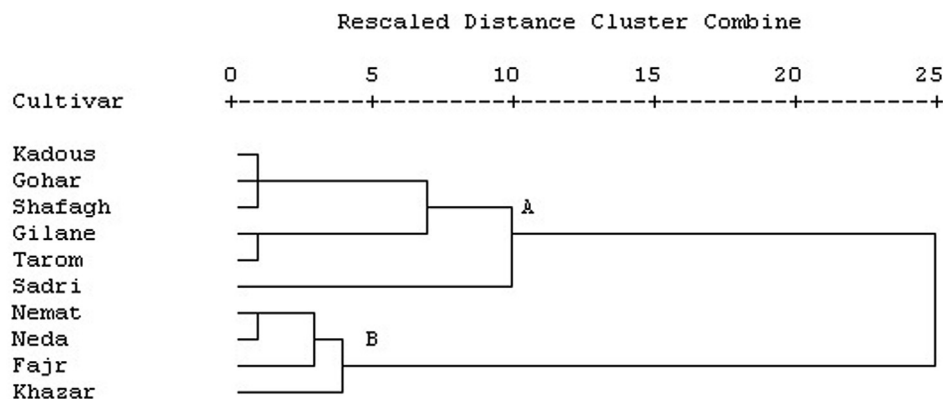 Rescaled Distance Cluster Combine
0 5 10 15 20 25
Cultivar +---------+---------+---------+---------+---------+
Kadous
Gohar
Shafagh A
Gilane
Tarom
Sadri
Nemat
Neda B
Fajr
Khazar